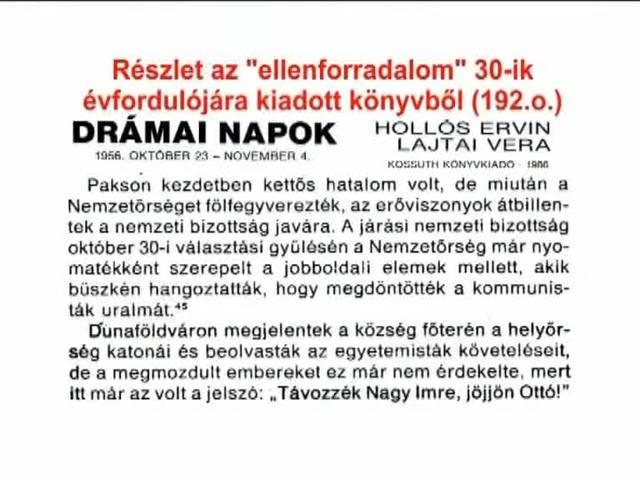 Részlet az "ellenforradalom" 30-ik
évfordulójára kiadott könyvből (192.o.)
DRÁMAI NAPOK
1956. OKTÓBER 23 – NOVEMBER 4.
HOLLÓS ERVIN
LAJTAI VERA
KOSSUTH KÖNYVKIADÓ · 1986
Pakson kezdetben kettős hatalom volt, de miután a
Nemzetőrséget fölfegyverezték, az erőviszonyok átbillen-
tek a nemzeti bizottság javára. A járási nemzeti bizottság
október 30-i választási gyűlésén a Nemzetőrség már nyo-
matékként szerepelt a jobboldali elemek mellett, akik
büszkén hangoztatták, hogy megdöntötték a kommunis-
ták uralmát.⁴⁵
Dunaföldváron megjelentek a község főterén a helyőr-
ség katonái és beolvasták az egyetemisták követeléseit,
de a megmozdult embereket ez már nem érdekelte, mert
itt már az volt a jelszó: „Távozzék Nagy Imre, jöjjön Ottó!”